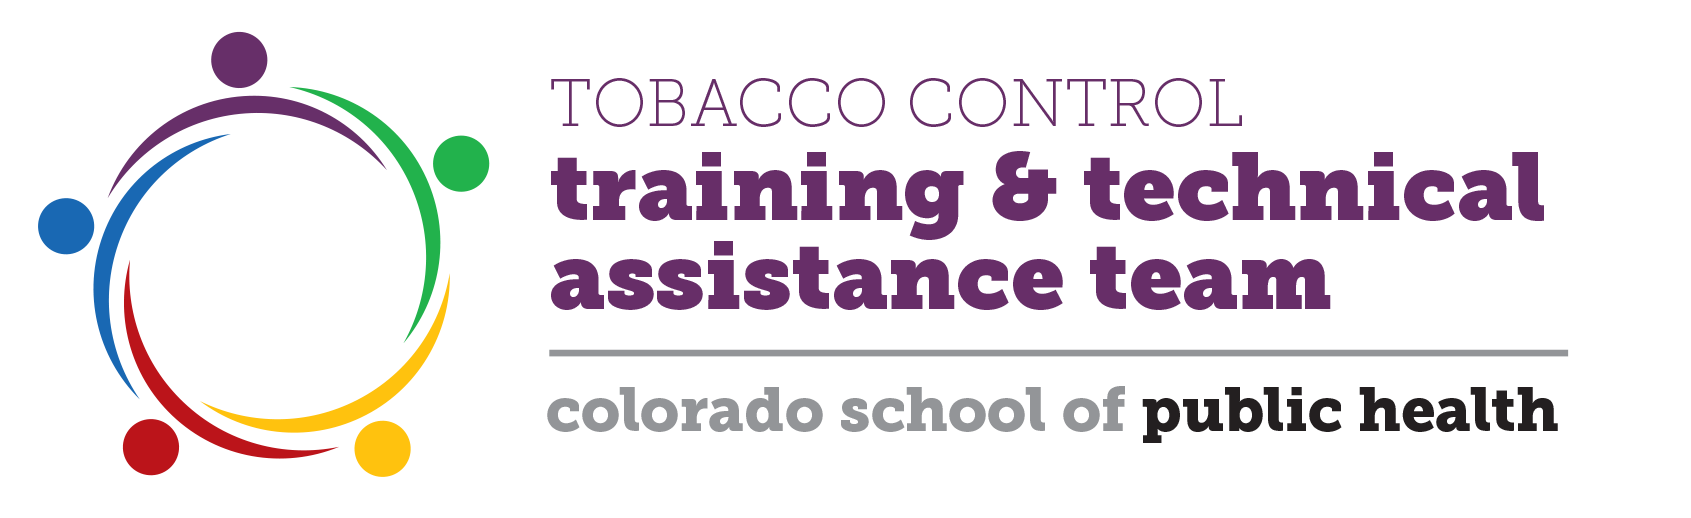 TOBACCO CONTROL
training & technical
assistance team
colorado school of public health